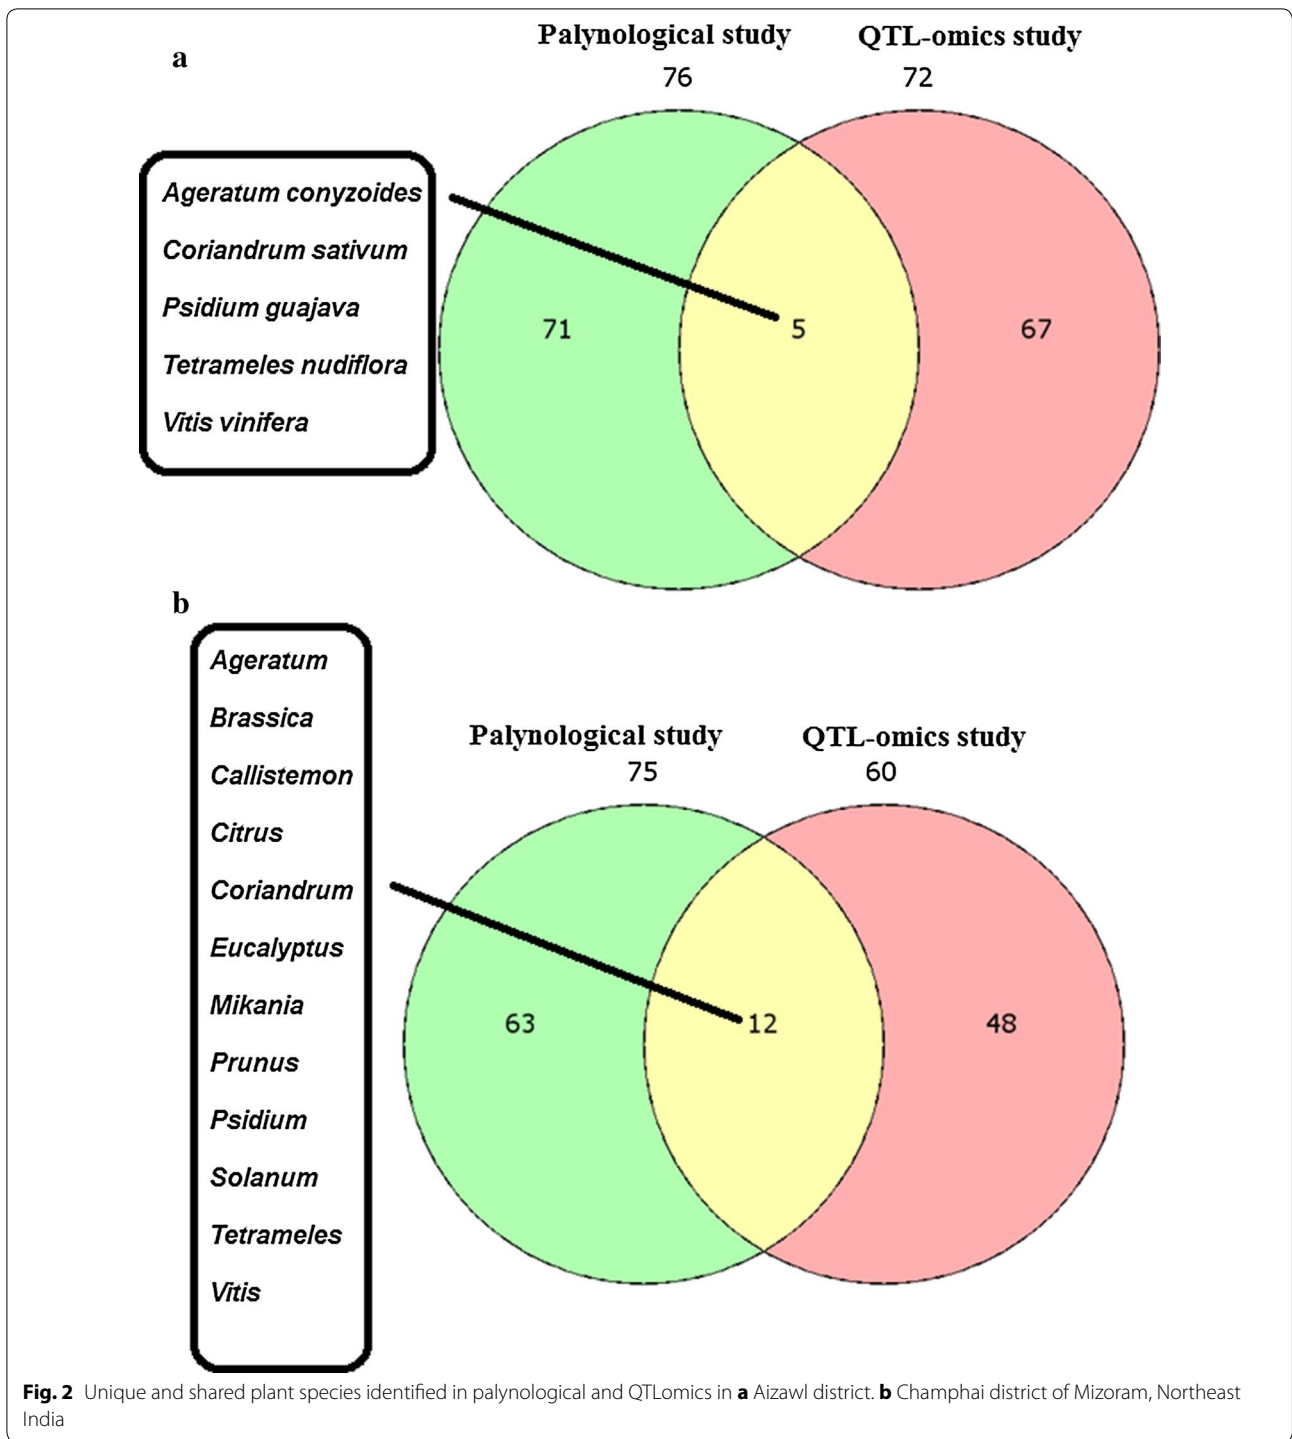 a
Palynological study
QTL-omics study
76
72
Ageratum conyzoides
Coriandrum sativum
Psidium guajava
Tetrameles nudiflora
Vitis vinifera
71
5
67
b
Ageratum
Brassica
Callistemon
Citrus
Coriandrum
Eucalyptus
Mikania
Prunus
Psidium
Solanum
Tetrameles
Vitis
Palynological study
QTL-omics study
75
60
63
12
48
Fig. 2 Unique and shared plant species identified in palynological and QTLomics in a Aizawl district. b Champhai district of Mizoram, Northeast
India